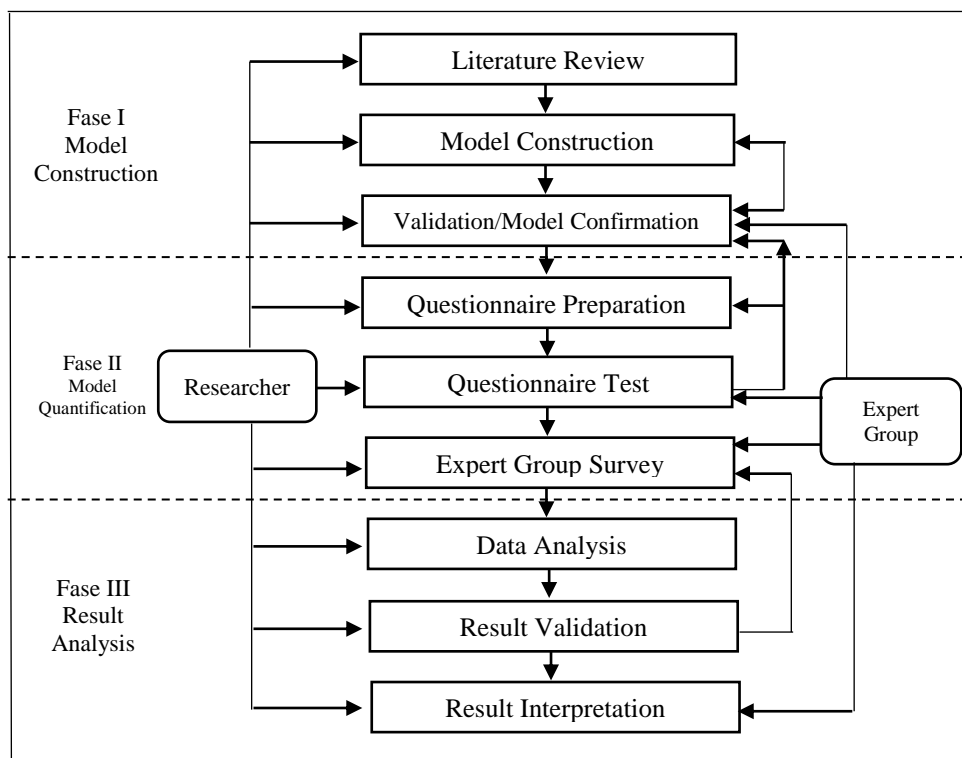 Literature Review
Fase I
Model
Construction
Model Construction
Validation/Model Confirmation
Questionnaire Preparation
Fase II
Model
Quantification
Researcher
Questionnaire Test
Expert
Group
Expert Group Survey
Data Analysis
Fase III
Result
Analysis
Result Validation
Result Interpretation